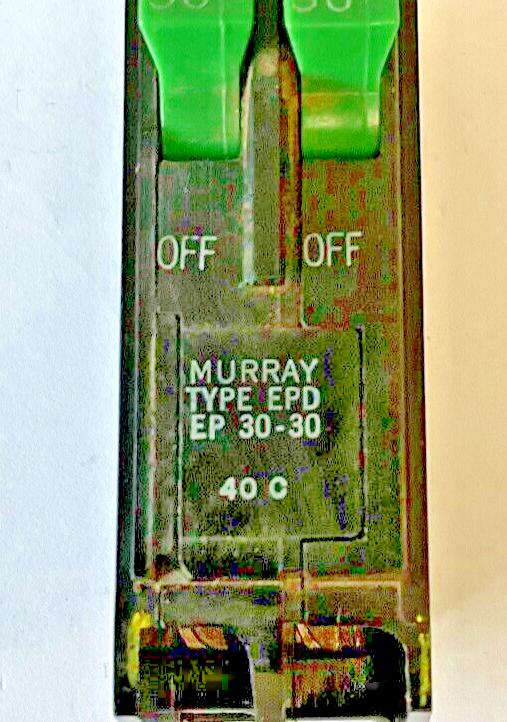 OFF OFF
MURRAY
TYPE EPD
EP 30-30
40 C